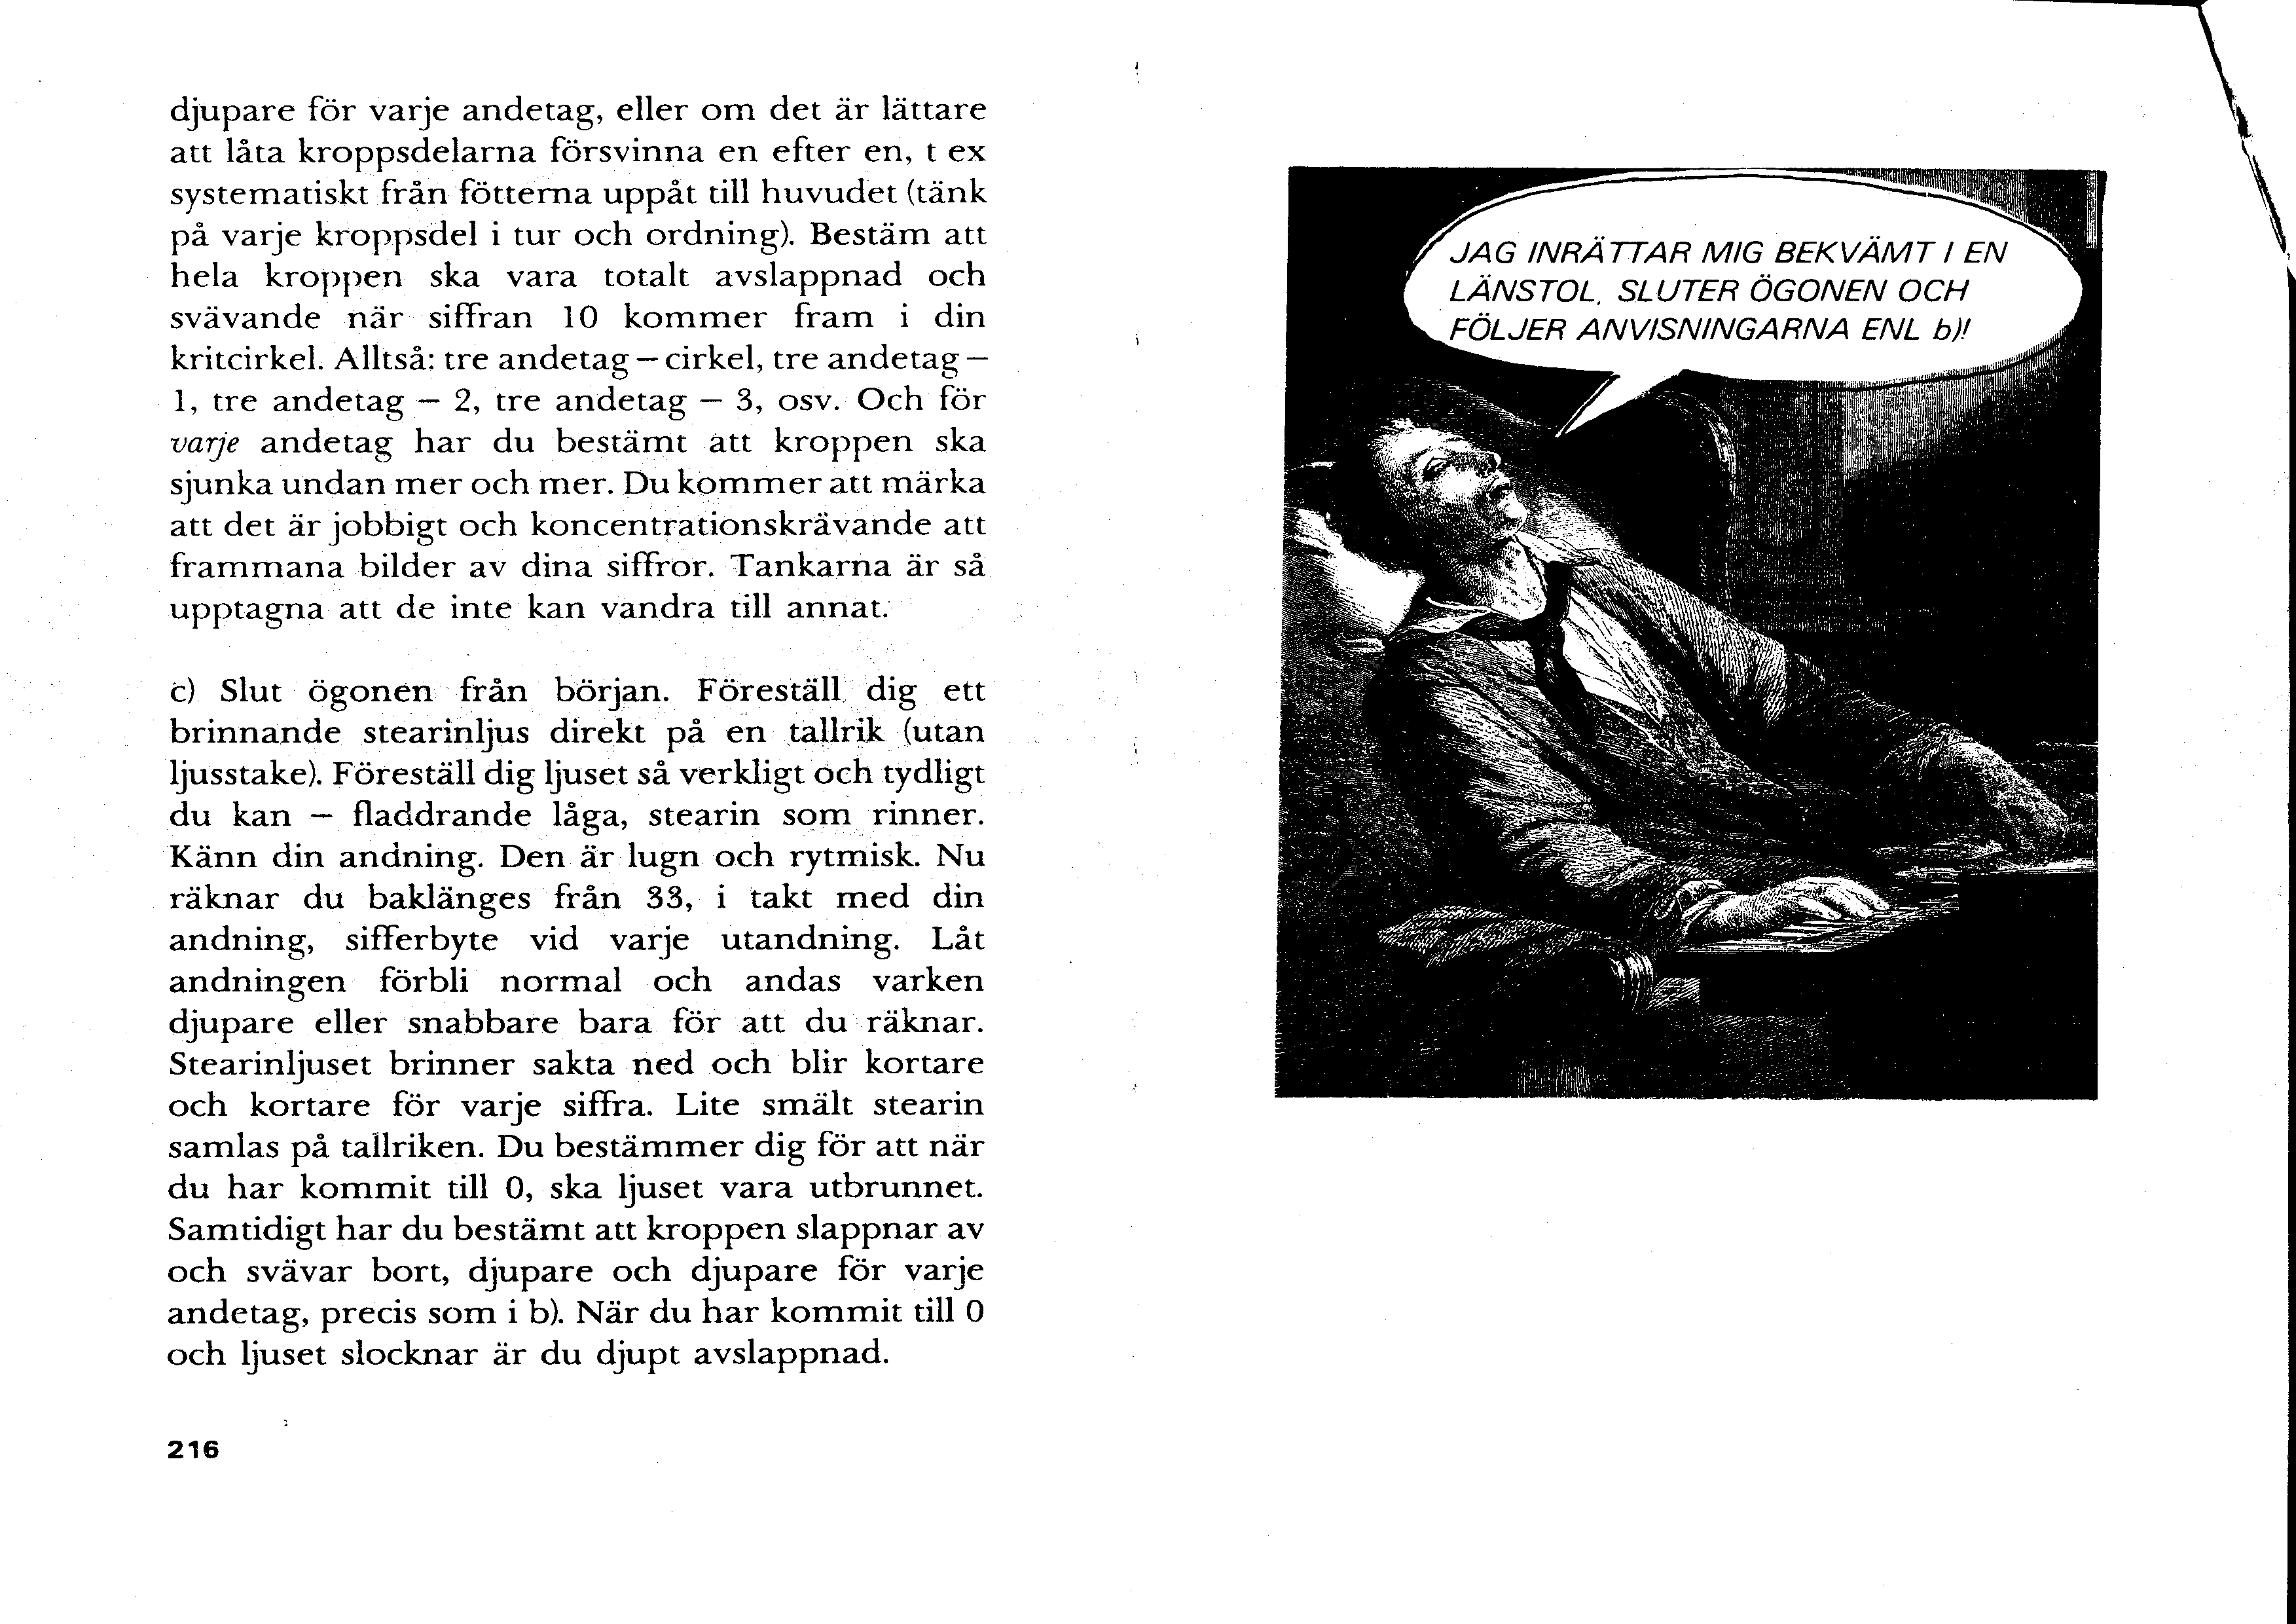 djupare för varje andetag, eller om det är lättare
att låta kroppsdelarna försvinna en efter en, t ex
systematiskt från fötterna uppåt till huvudet (tänk
på varje kroppsdel i tur och ordning). Bestäm att
hela kroppen ska vara totalt avslappnad och
svävande när siffran 10 kommer fram i din
kritcirkel. Alltså: tre andetag – cirkel, tre andetag –
1, tre andetag – 2, tre andetag – 3, osv. Och för
varje andetag har du bestämt att kroppen ska
sjunka undan mer och mer. Du kommer att märka
att det är jobbigt och koncentrationskrävande att
frammana bilder av dina siffror. Tankarna är så
upptagna att de inte kan vandra till annat.
c) Slut ögonen från början. Föreställ dig ett
brinnande stearinljus direkt på en tallrik (utan
ljusstake). Föreställ dig ljuset så verkligt och tydligt
du kan – fladdrande låga, stearin som rinner.
Känn din andning. Den är lugn och rytmisk. Nu
räknar du baklänges från 33, i takt med din
andning, sifferbyte vid varje utandning. Låt
andningen förbli normal och andas varken
djupare eller snabbare bara för att du räknar.
Stearinljuset brinner sakta ned och blir kortare
och kortare för varje siffra. Lite smält stearin
samlas på tallriken. Du bestämmer dig för att när
du har kommit till 0, ska ljuset vara utbrunnet.
Samtidigt har du bestämt att kroppen slappnar av
och svävar bort, djupare och djupare för varje
andetag, precis som i b). När du har kommit till 0
och ljuset slocknar är du djupt avslappnad.
216
JAG INRÄTTAR MIG BEKVÄMT I EN
LÄNSTOL, SLUTER ÖGONEN OCH
FÖLJER ANVISNINGARNA ENL b)!